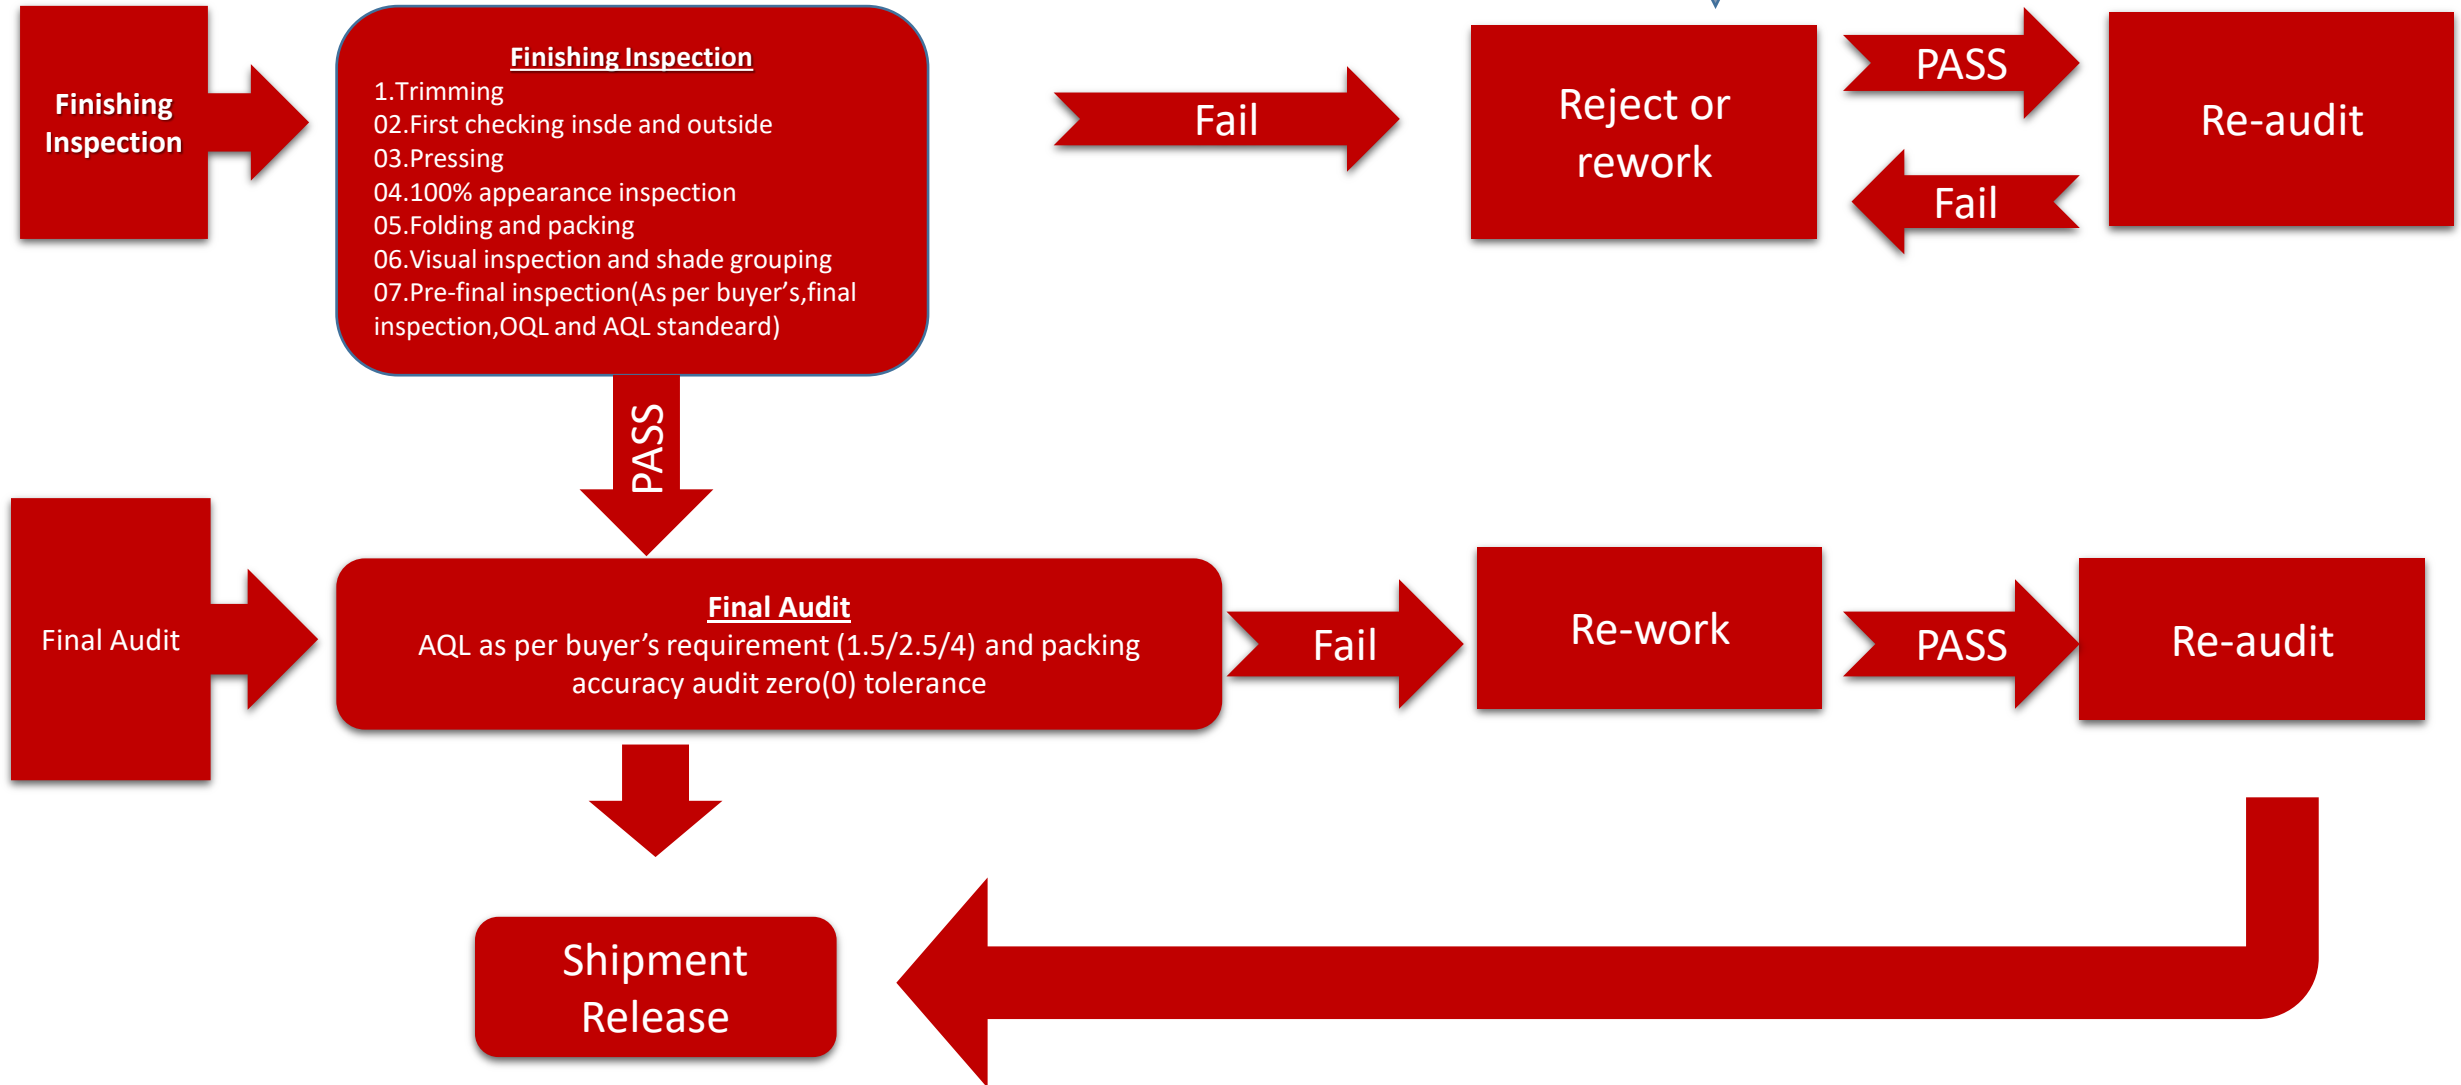 Finishing
Inspection
Finishing Inspection
1.Trimming
02.First checking insde and outside
03.Pressing
04.100% appearance inspection
05.Folding and packing
06.Visual inspection and shade grouping
07.Pre-final inspection(As per buyer’s,final
inspection,OQL and AQL standeard)
Fail
Reject or
rework
PASS
Fail
Re-audit
PASS
Final Audit
Final Audit
AQL as per buyer’s requirement (1.5/2.5/4) and packing
accuracy audit zero(0) tolerance
Fail
Re-work
PASS
Re-audit
Shipment
Release